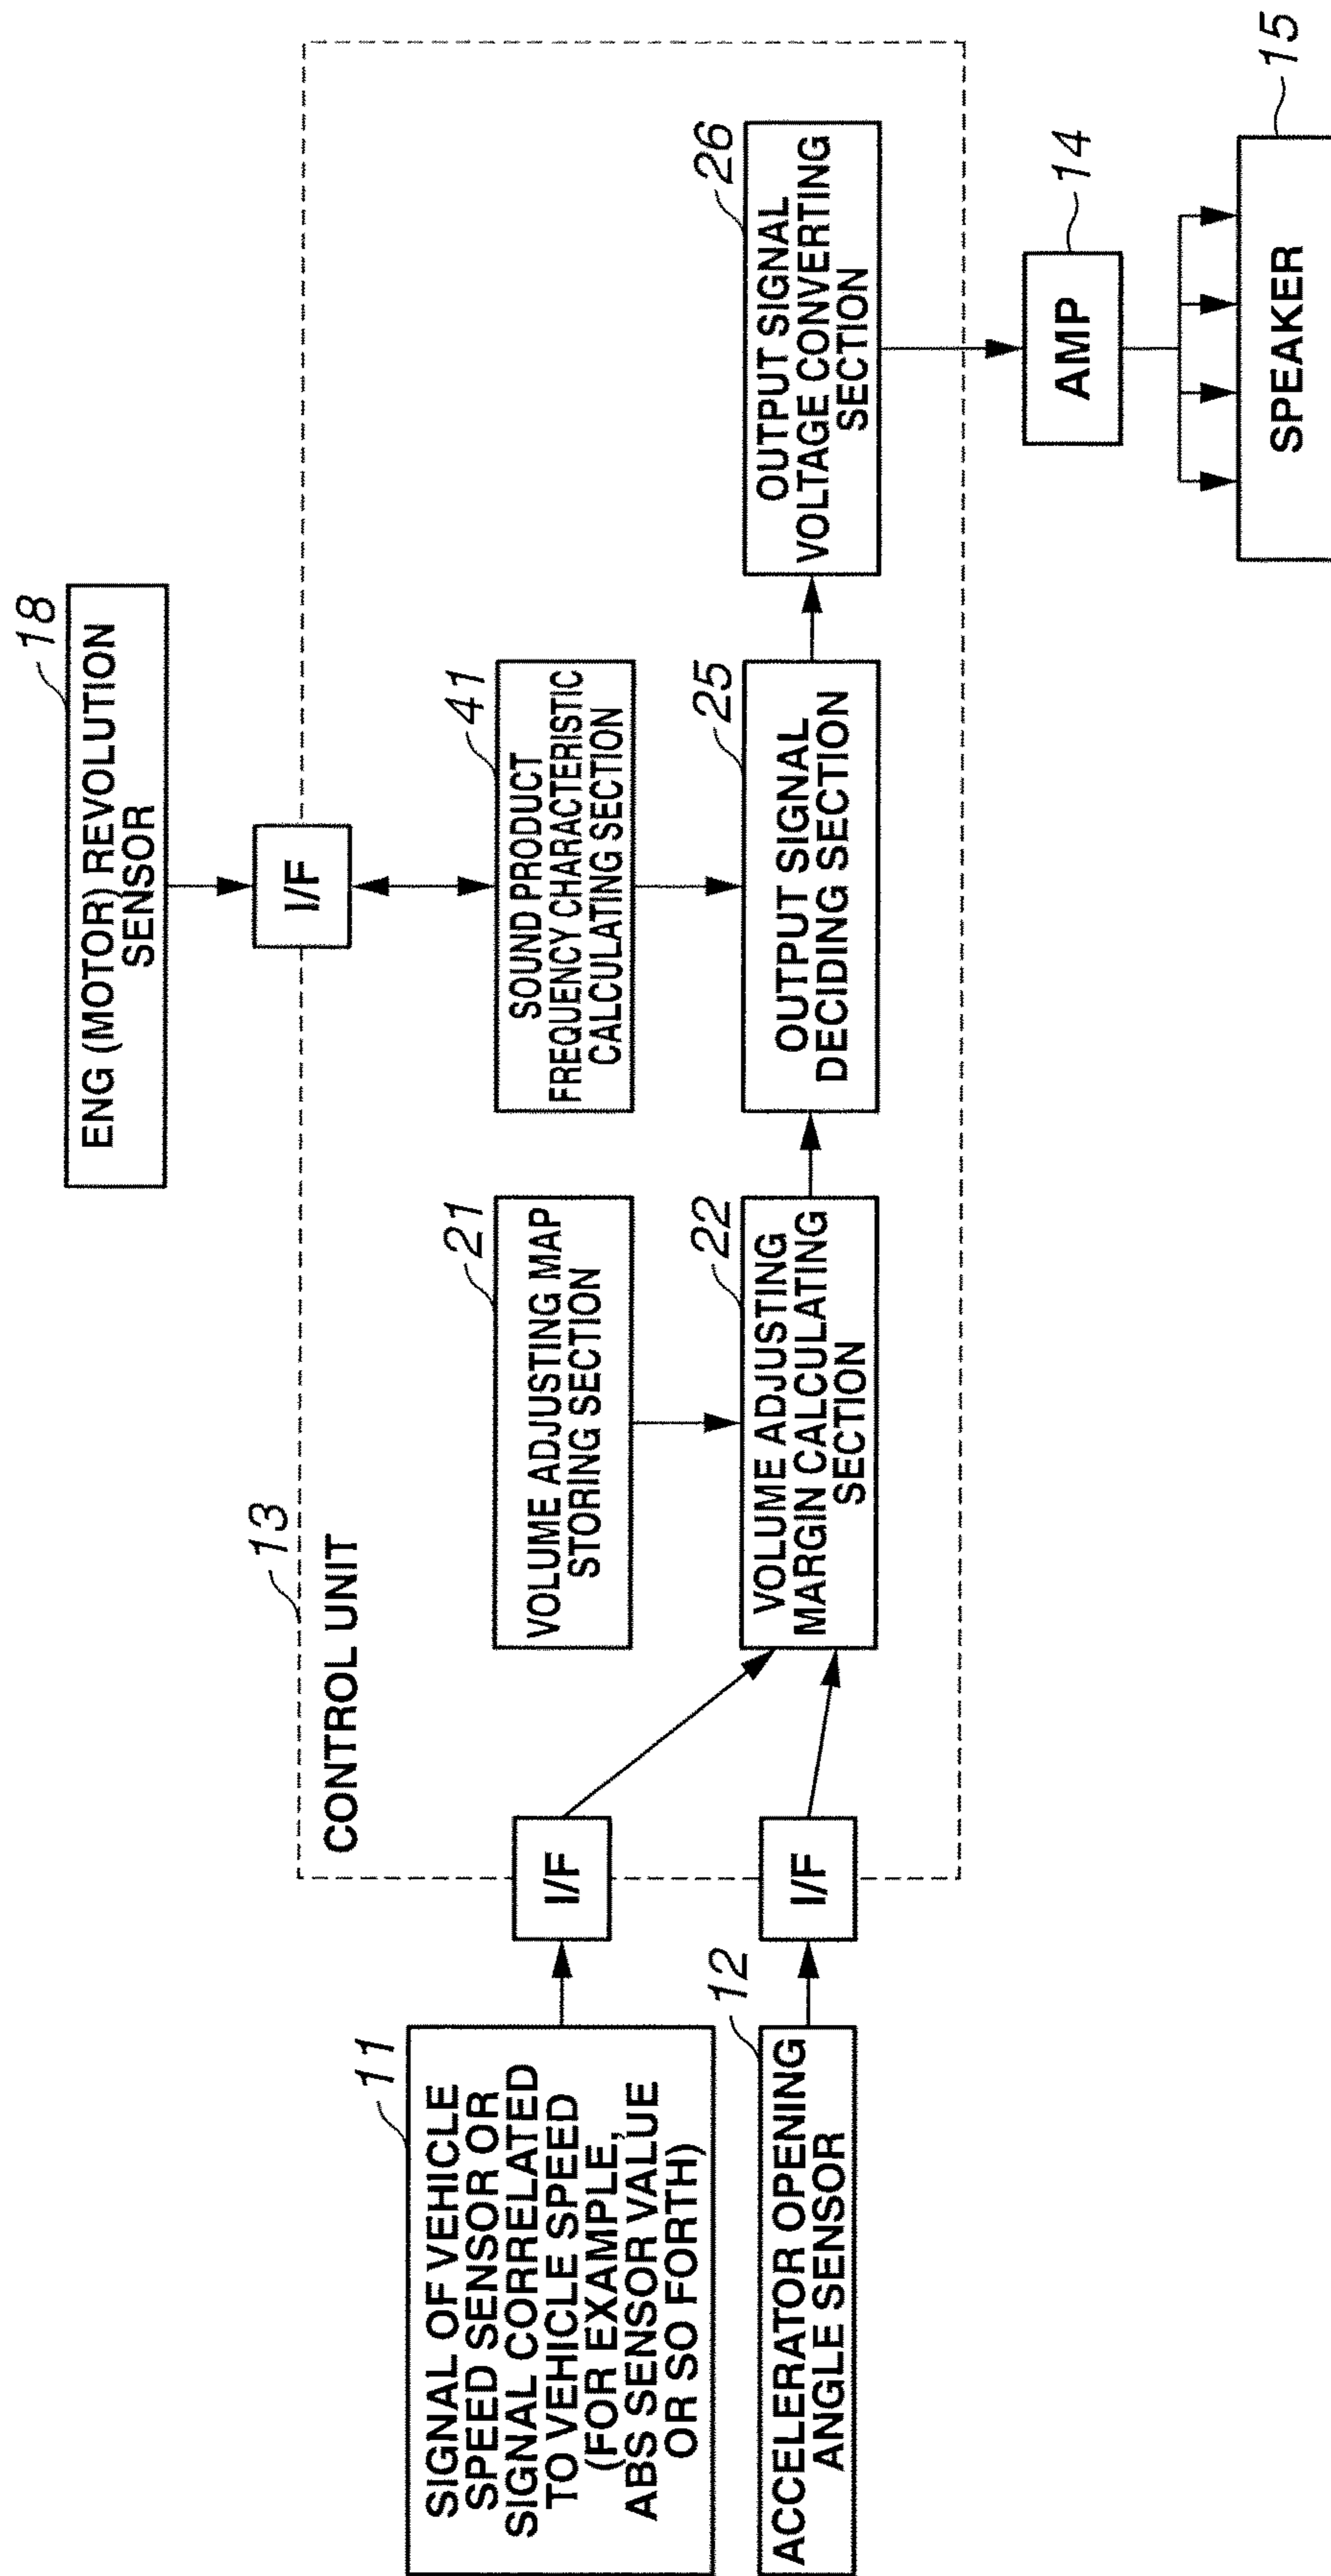 18
ENG (MOTOR) REVOLUTION
SENSOR
I/F
13
CONTROL UNIT
11
SIGNAL OF VEHICLE
SPEED SENSOR OR
SIGNAL CORRELATED
TO VEHICLE SPEED
(FOR EXAMPLE,
ABS SENSOR VALUE
OR SO FORTH)
I/F
21
VOLUME ADJUSTING MAP
STORING SECTION
41
SOUND PRODUCT
FREQUENCY CHARACTERISTIC
CALCULATING SECTION
12
ACCELERATOR OPENING
ANGLE SENSOR
I/F
22
VOLUME ADJUSTING
MARGIN CALCULATING
SECTION
25
OUTPUT SIGNAL
DECIDING SECTION
26
OUTPUT SIGNAL
VOLTAGE CONVERTING
SECTION
14
AMP
15
SPEAKER